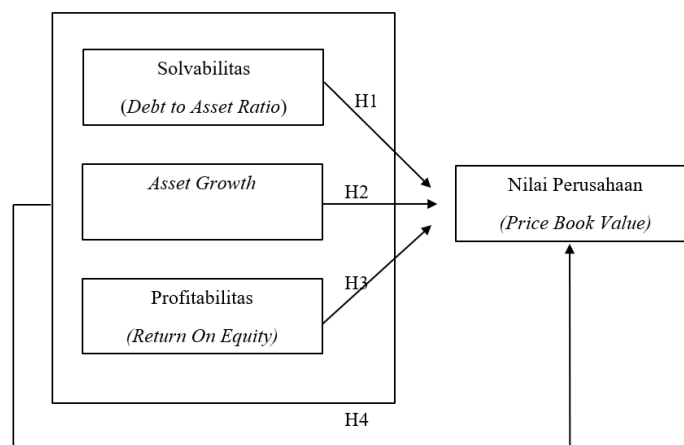 Solvabilitas
(Debt to Asset Ratio)
H1
Asset Growth
H2
Nilai Perusahaan
(Price Book Value)
Profitabilitas
(Return On Equity)
H3
H4